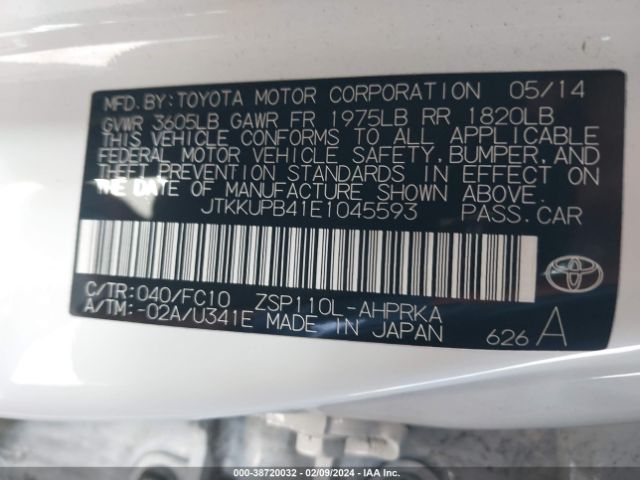 MFD. BY: TOYOTA MOTOR CORPORATION 05/14
GVWR 3605LB GAWR FR 1975LB RR 1820LB
THIS VEHICLE CONFORMS TO ALL APPLICABLE
FEDERAL MOTOR VEHICLE SAFETY, BUMPER, AND
THEFT PREVENTION STANDARDS IN EFFECT ON
THE DATE OF MANUFACTURE SHOWN ABOVE.
JTKKUPB41E1045593 PASS. CAR
C/TR: 040/FC10 ZSP110L-AHPRKA
A/TM: -02A/U341E MADE IN JAPAN
626 A
TOYOTA
000-38720032 - 02/09/2024 - IAA Inc.